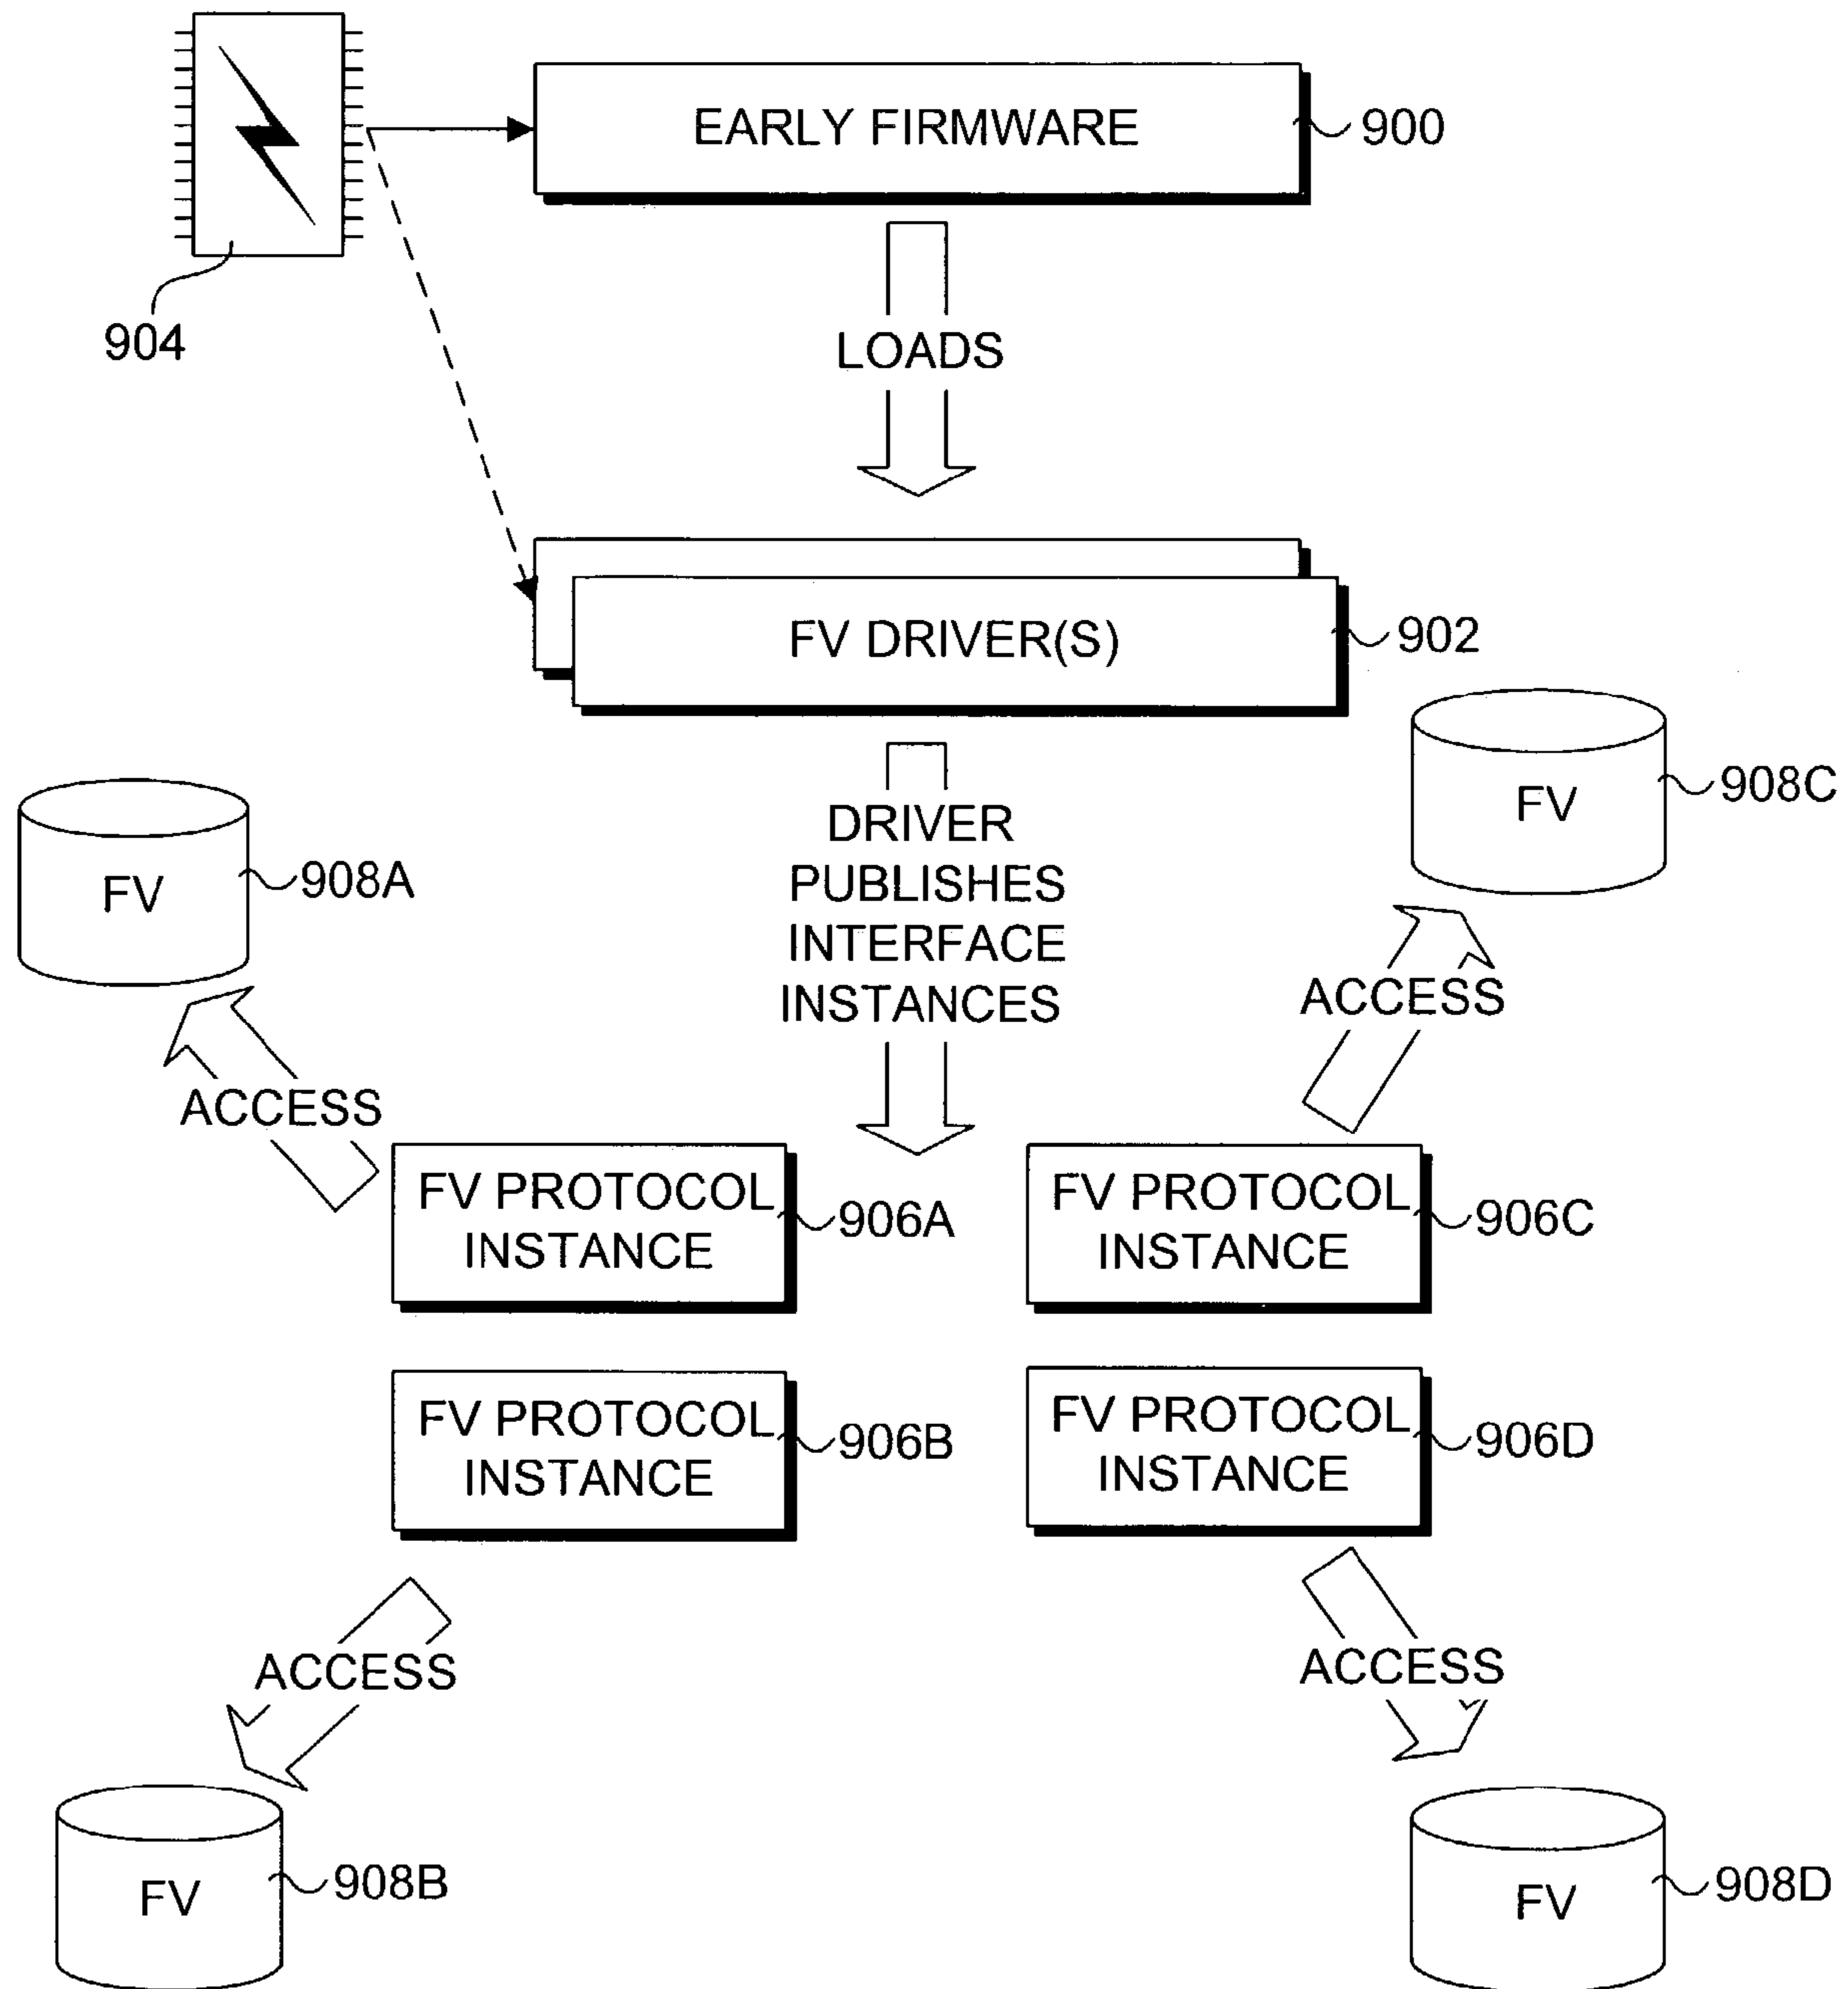 EARLY FIRMWARE
900
904
LOADS
FV DRIVER(S)
902
FV
908C
FV
908A
DRIVER
PUBLISHES
INTERFACE
INSTANCES
ACCESS
ACCESS
FV PROTOCOL
INSTANCE
906A
FV PROTOCOL
INSTANCE
906C
FV PROTOCOL
INSTANCE
906B
FV PROTOCOL
INSTANCE
906D
ACCESS
ACCESS
FV
908B
FV
908D